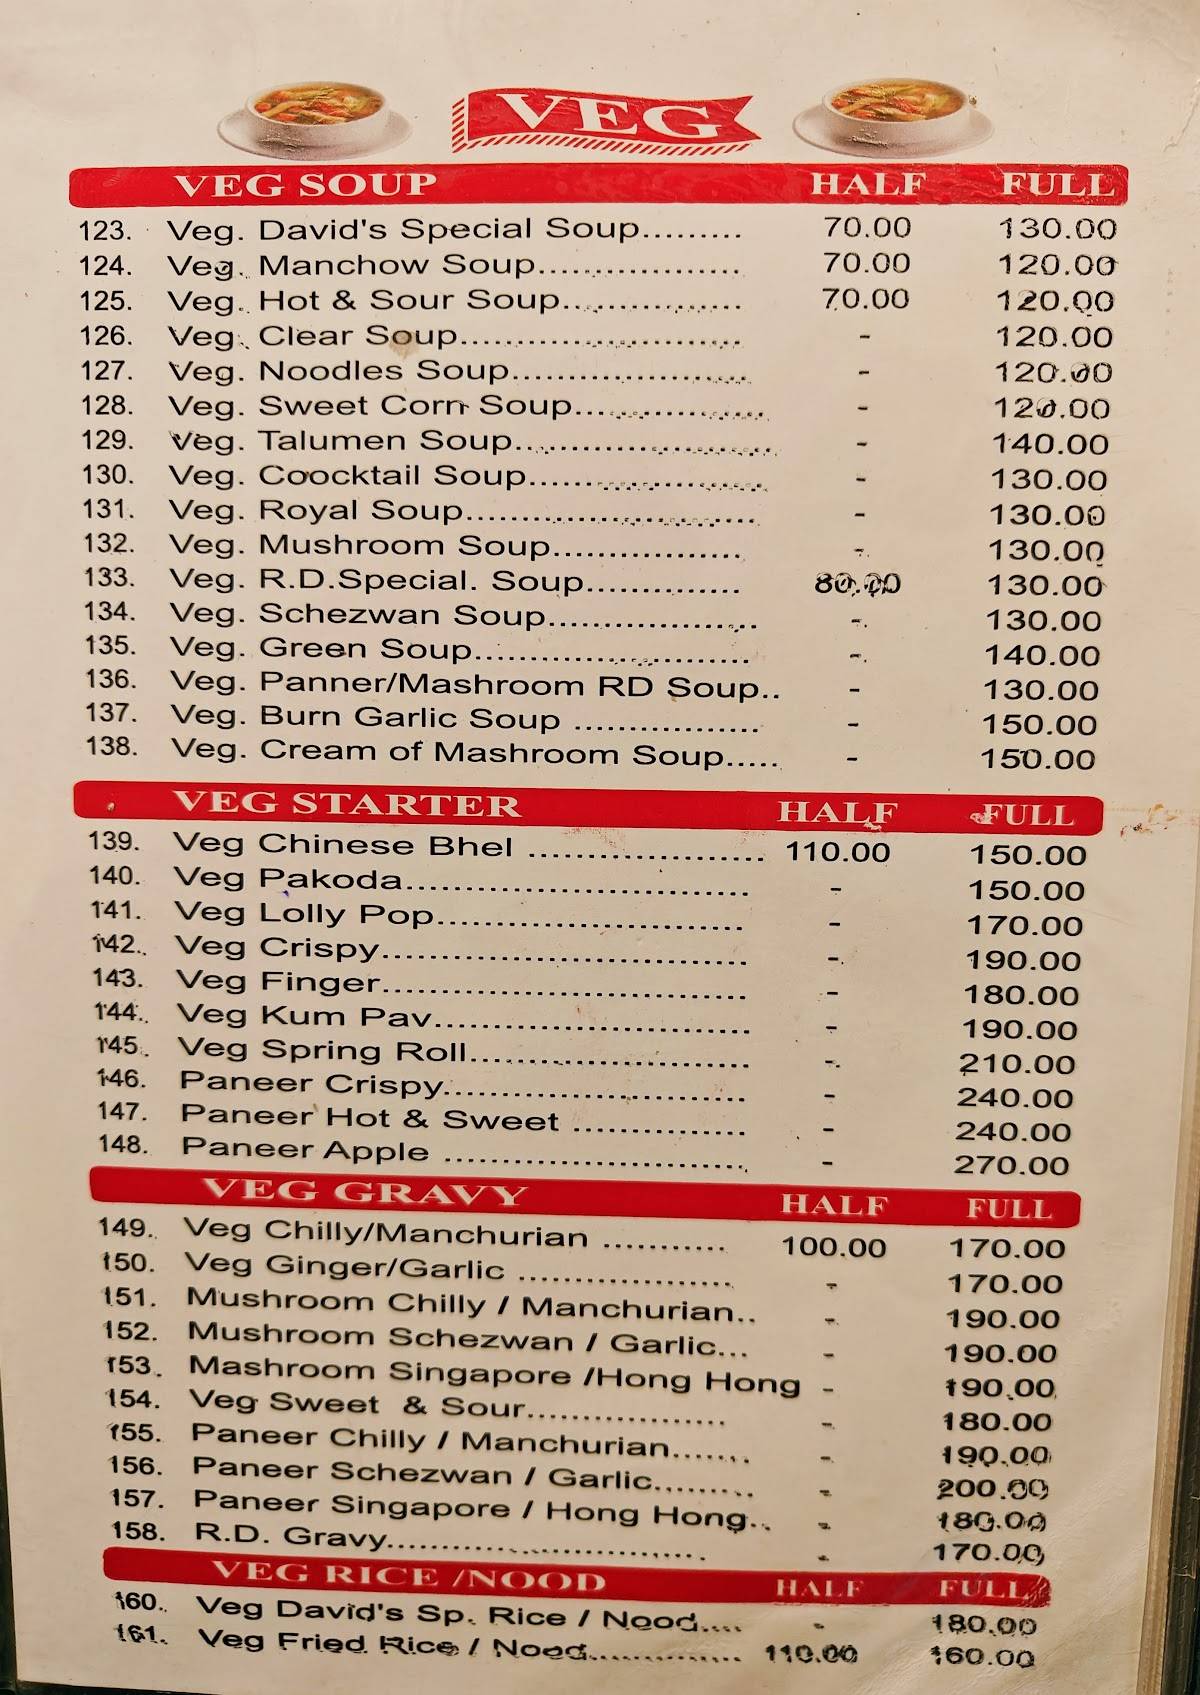 VEG
VEG SOUP HALF FULL
123. Veg. David's Special Soup......... 70.00 130.00
124. Veg. Manchow Soup................... 70.00 120.00
125. Veg. Hot & Sour Soup................. 70.00 120.00
126. Veg. Clear Soup.......................... - 120.00
127. Veg. Noodles Soup...................... - 120.00
128. Veg. Sweet Corn Soup................. - 120.00
129. Veg. Talumen Soup....................... - 140.00
130. Veg. Coocktail Soup..................... - 130.00
131. Veg. Royal Soup........................... - 130.00
132. Veg. Mushroom Soup.................. - 130.00
133. Veg. R.D.Special. Soup.............. 80.00 130.00
134. Veg. Schezwan Soup................... - 130.00
135. Veg. Green Soup......................... - 140.00
136. Veg. Panner/Mashroom RD Soup.. - 130.00
137. Veg. Burn Garlic Soup ................. - 150.00
138. Veg. Cream of Mashroom Soup..... - 150.00
VEG STARTER HALF FULL
139. Veg Chinese Bhel ..................... 110.00 150.00
140. Veg Pakoda............................... - 150.00
141. Veg Lolly Pop............................ - 170.00
142. Veg Crispy................................. - 190.00
143. Veg Finger................................. - 180.00
144. Veg Kum Pav............................. - 190.00
145. Veg Spring Roll......................... - 210.00
146. Paneer Crispy........................... - 240.00
147. Paneer Hot & Sweet ................ - 240.00
148. Paneer Apple ........................... - 270.00
VEG GRAVY HALF FULL
149. Veg Chilly/Manchurian ........... 100.00 170.00
150. Veg Ginger/Garlic ................... - 170.00
151. Mushroom Chilly / Manchurian.. - 190.00
152. Mushroom Schezwan / Garlic... - 190.00
153. Mashroom Singapore /Hong Hong - 190.00
154. Veg Sweet & Sour.................. - 180.00
155. Paneer Chilly / Manchurian....... - 190.00
156. Paneer Schezwan / Garlic......... - 200.00
157. Paneer Singapore / Hong Hong.. - 180.00
158. R.D. Gravy............................. - 170.00
VEG RICE /NOOD HALF FULL
160. Veg David's Sp. Rice / Nood.... - 180.00
161. Veg Fried Rice / Nood.............. 110.00 160.00